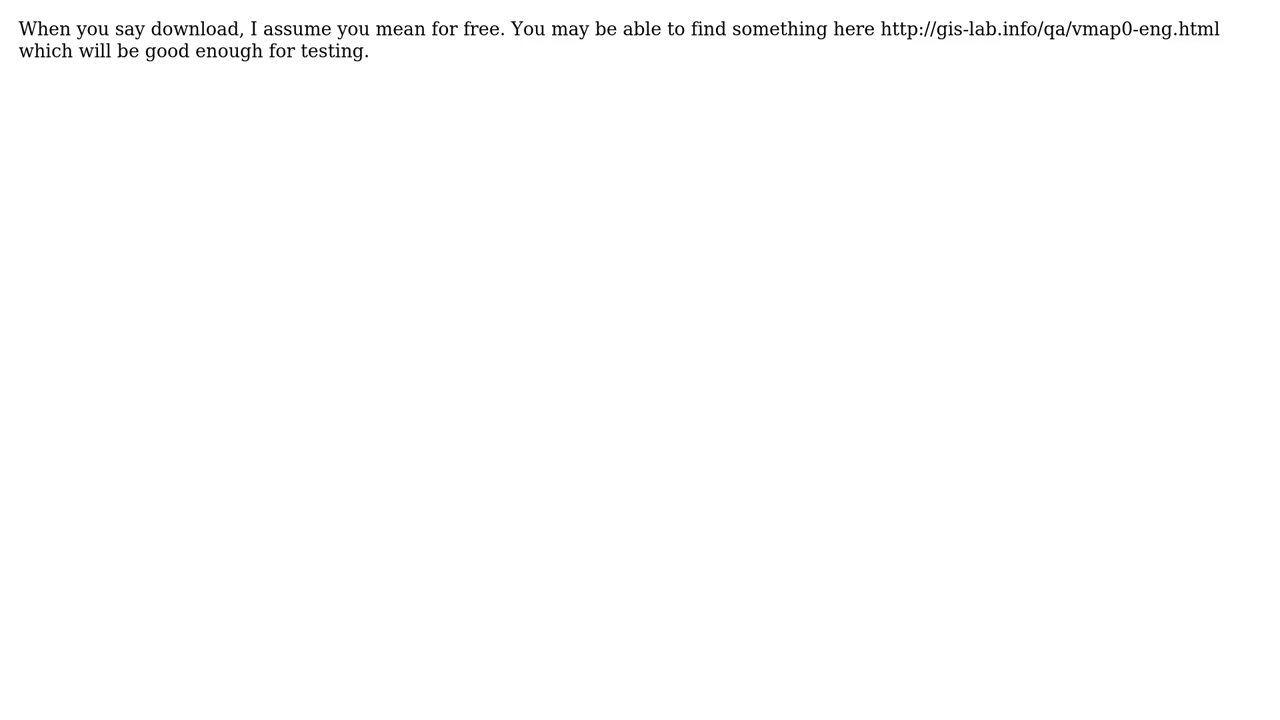 When you say download, I assume you mean for free. You may be able to find something here http://gis-lab.info/qa/vmap0-eng.html
which will be good enough for testing.